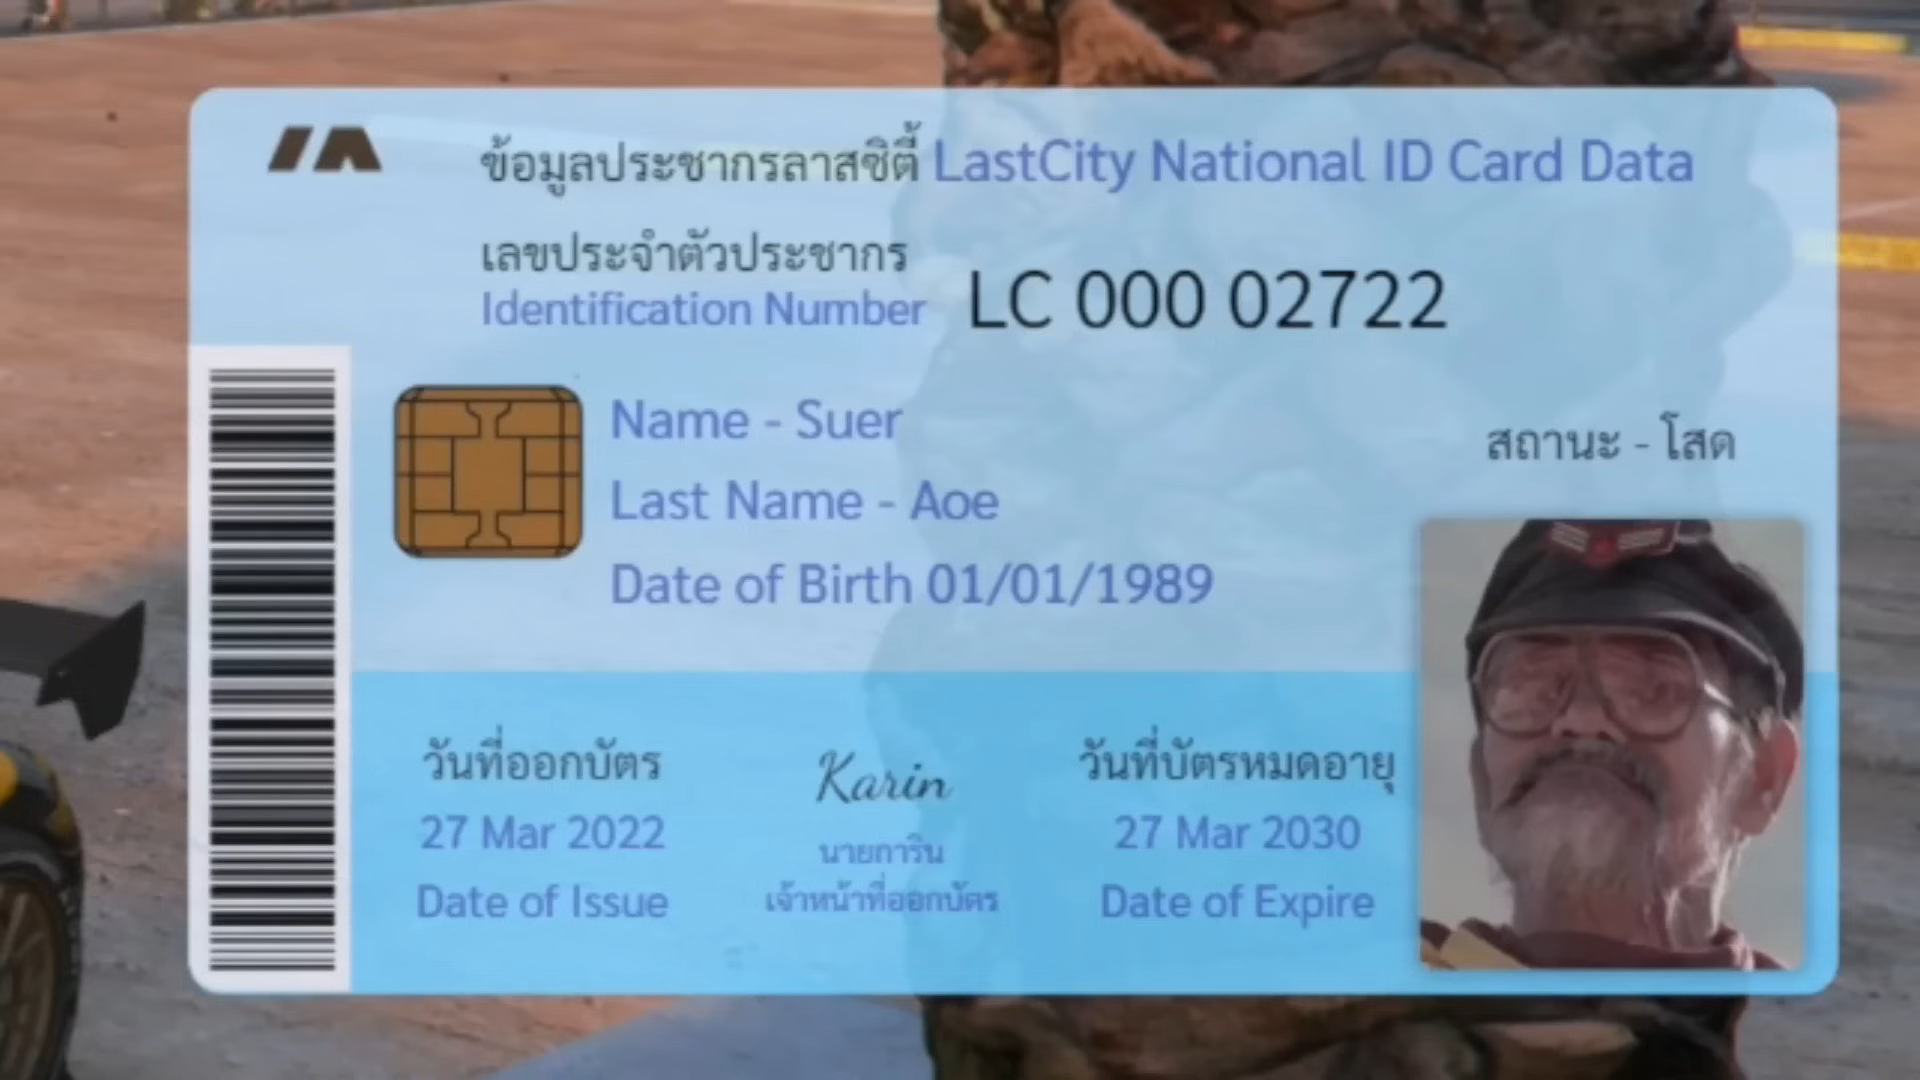 ข้อมูลประชากรลาสซิตี้ LastCity National ID Card Data
เลขประจำตัวประชากร
Identification Number LC 000 02722
Name - Suer
สถานะ - โสด
Last Name - Aoe
Date of Birth 01/01/1989
วันที่ออกบัตร
27 Mar 2022
Date of Issue
Karin
นายการิน
เจ้าหน้าที่ออกบัตร
วันที่บัตรหมดอายุ
27 Mar 2030
Date of Expire